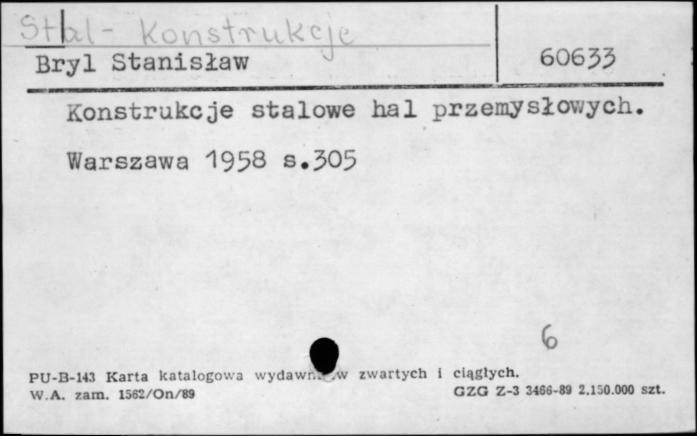 Stal - Konstrukcje
Bryl Stanisław 60633
Konstrukcje stalowe hal przemysłowych.
Warszawa 1958 s.305
6
PU-B-143 Karta katalogowa zwartych i ciągłych.
W.A. zam. 1562/On/89 GZG Z-3 3466-89 2.150.000 szt.